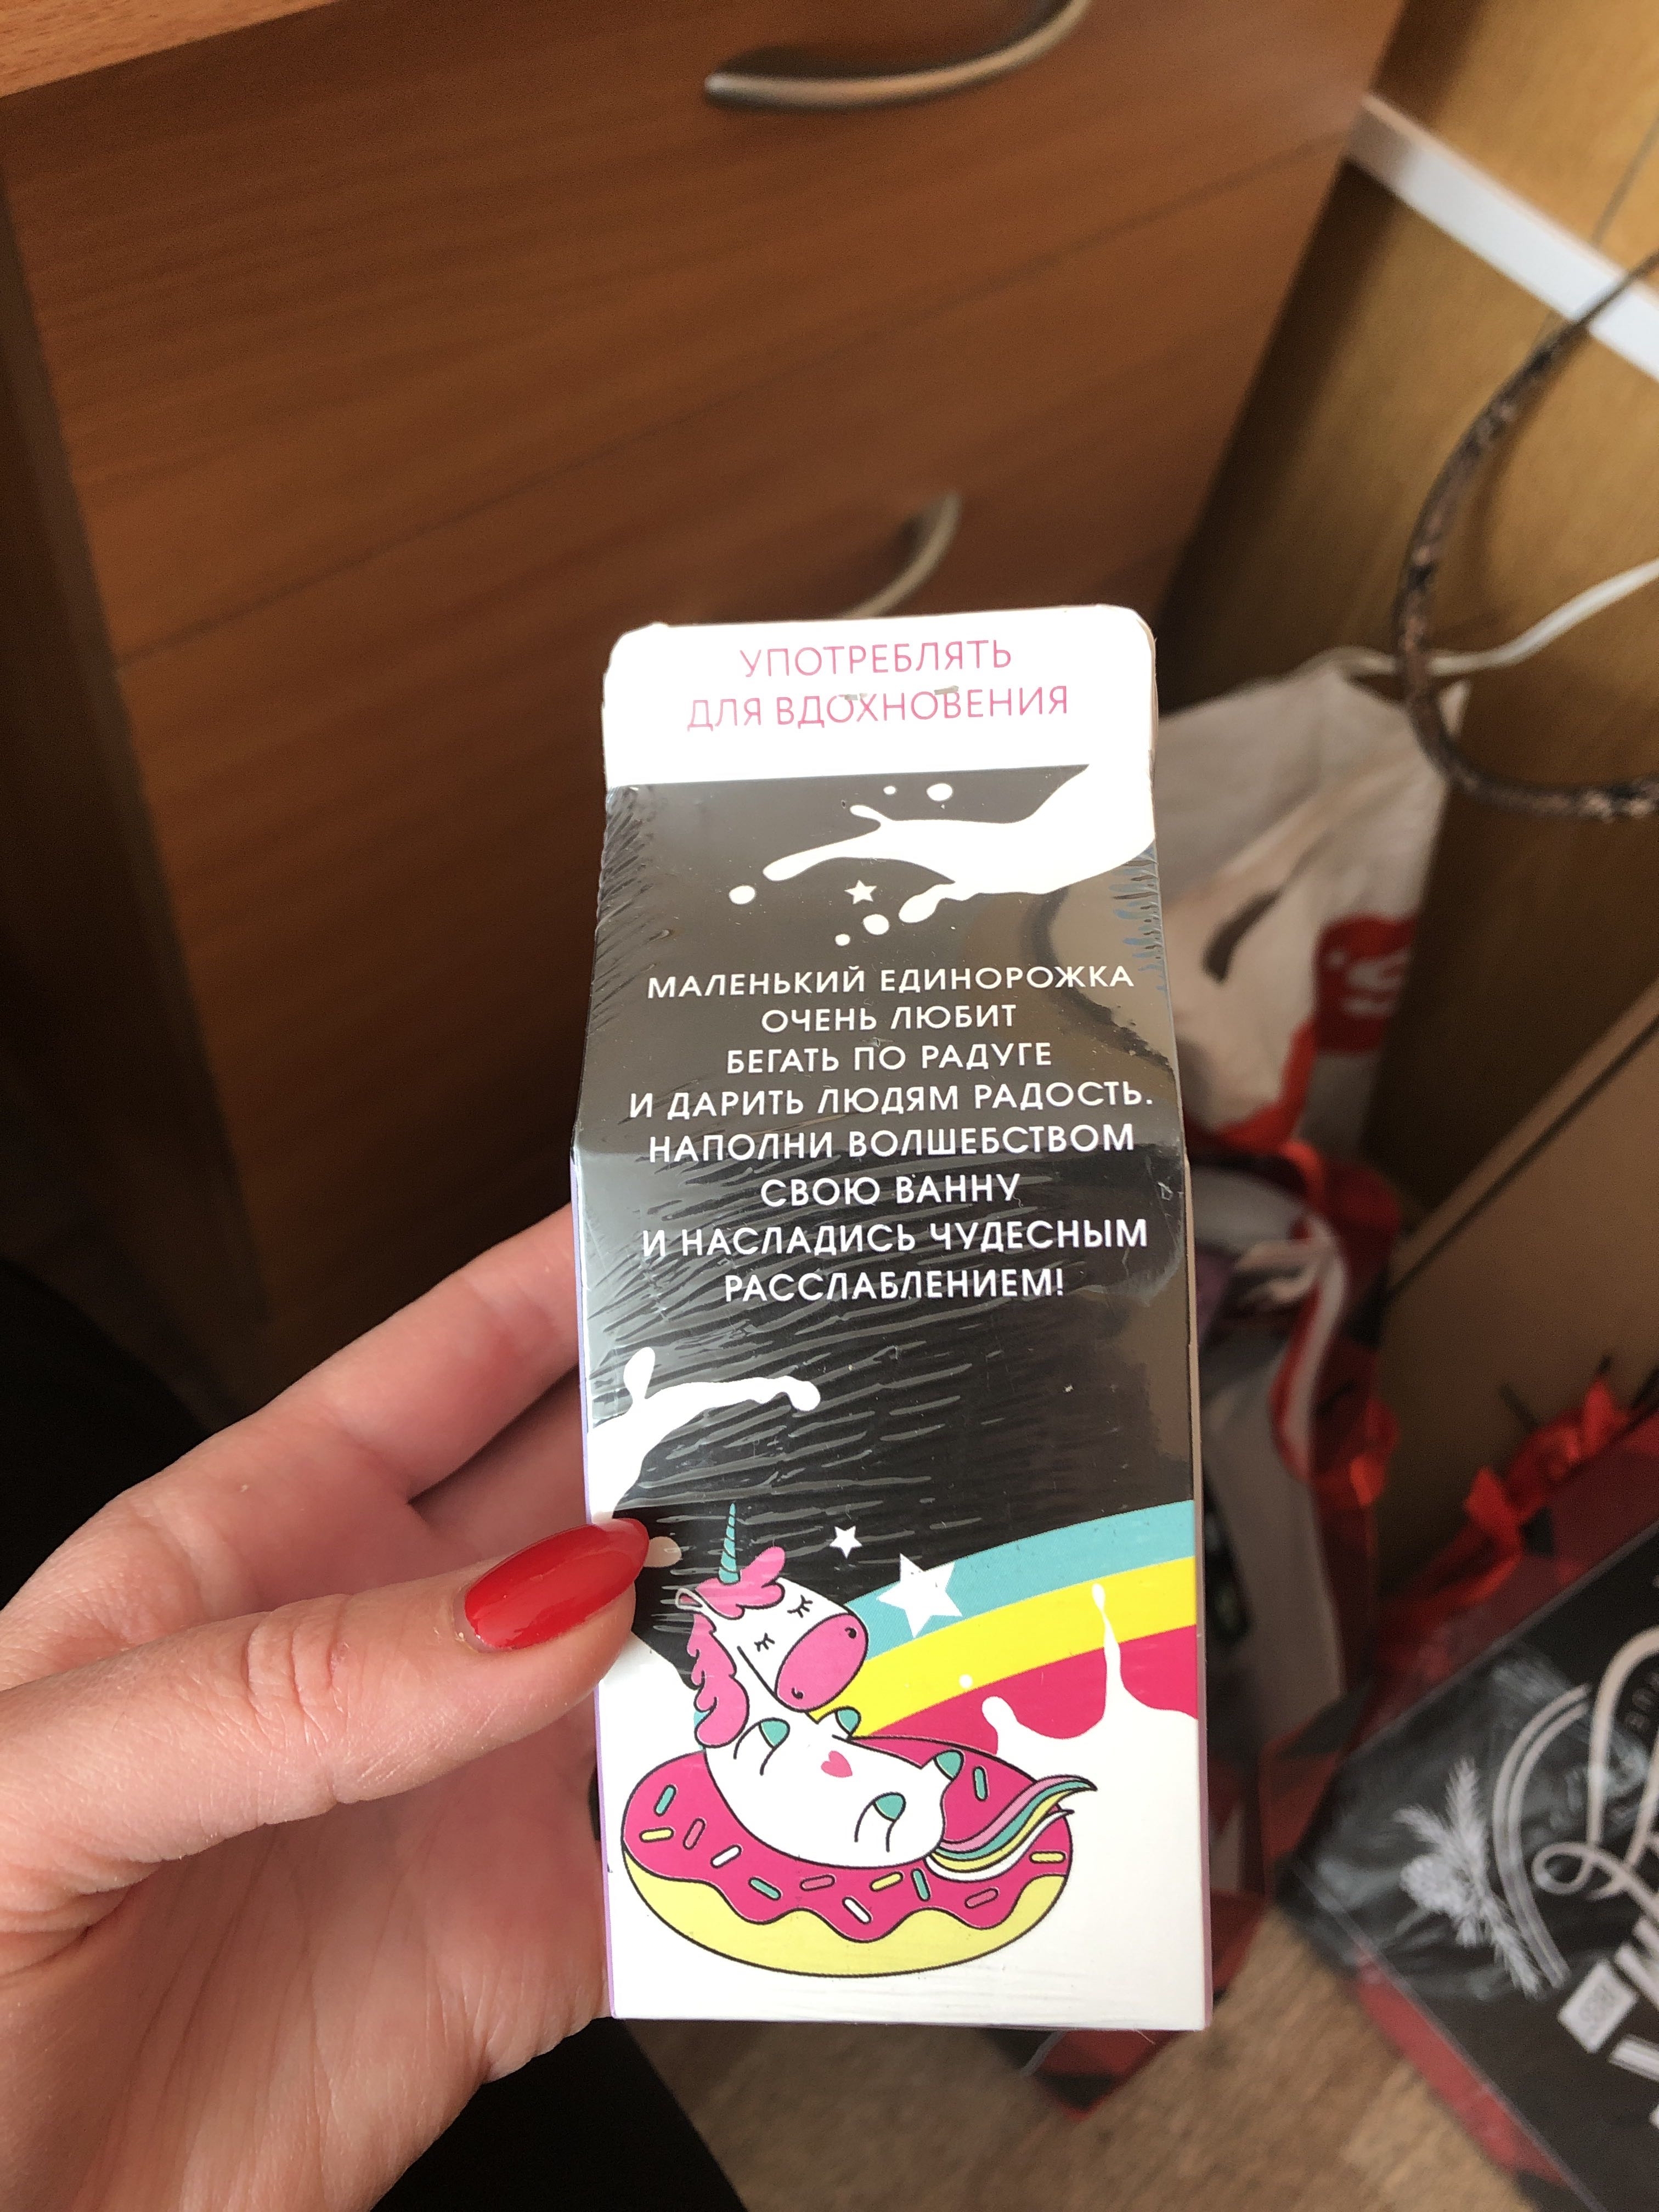 УПОТРЕБЛЯТЬ
ДЛЯ ВДОХНОВЕНИЯ
МАЛЕНЬКИЙ ЕДИНОРОЖКА
ОЧЕНЬ ЛЮБИТ
БЕГАТЬ ПО РАДУГЕ
И ДАРИТЬ ЛЮДЯМ РАДОСТЬ.
НАПОЛНИ ВОЛШЕБСТВОМ
СВОЮ ВАННУ
И НАСЛАДИСЬ ЧУДЕСНЫМ
РАССЛАБЛЕНИЕМ!